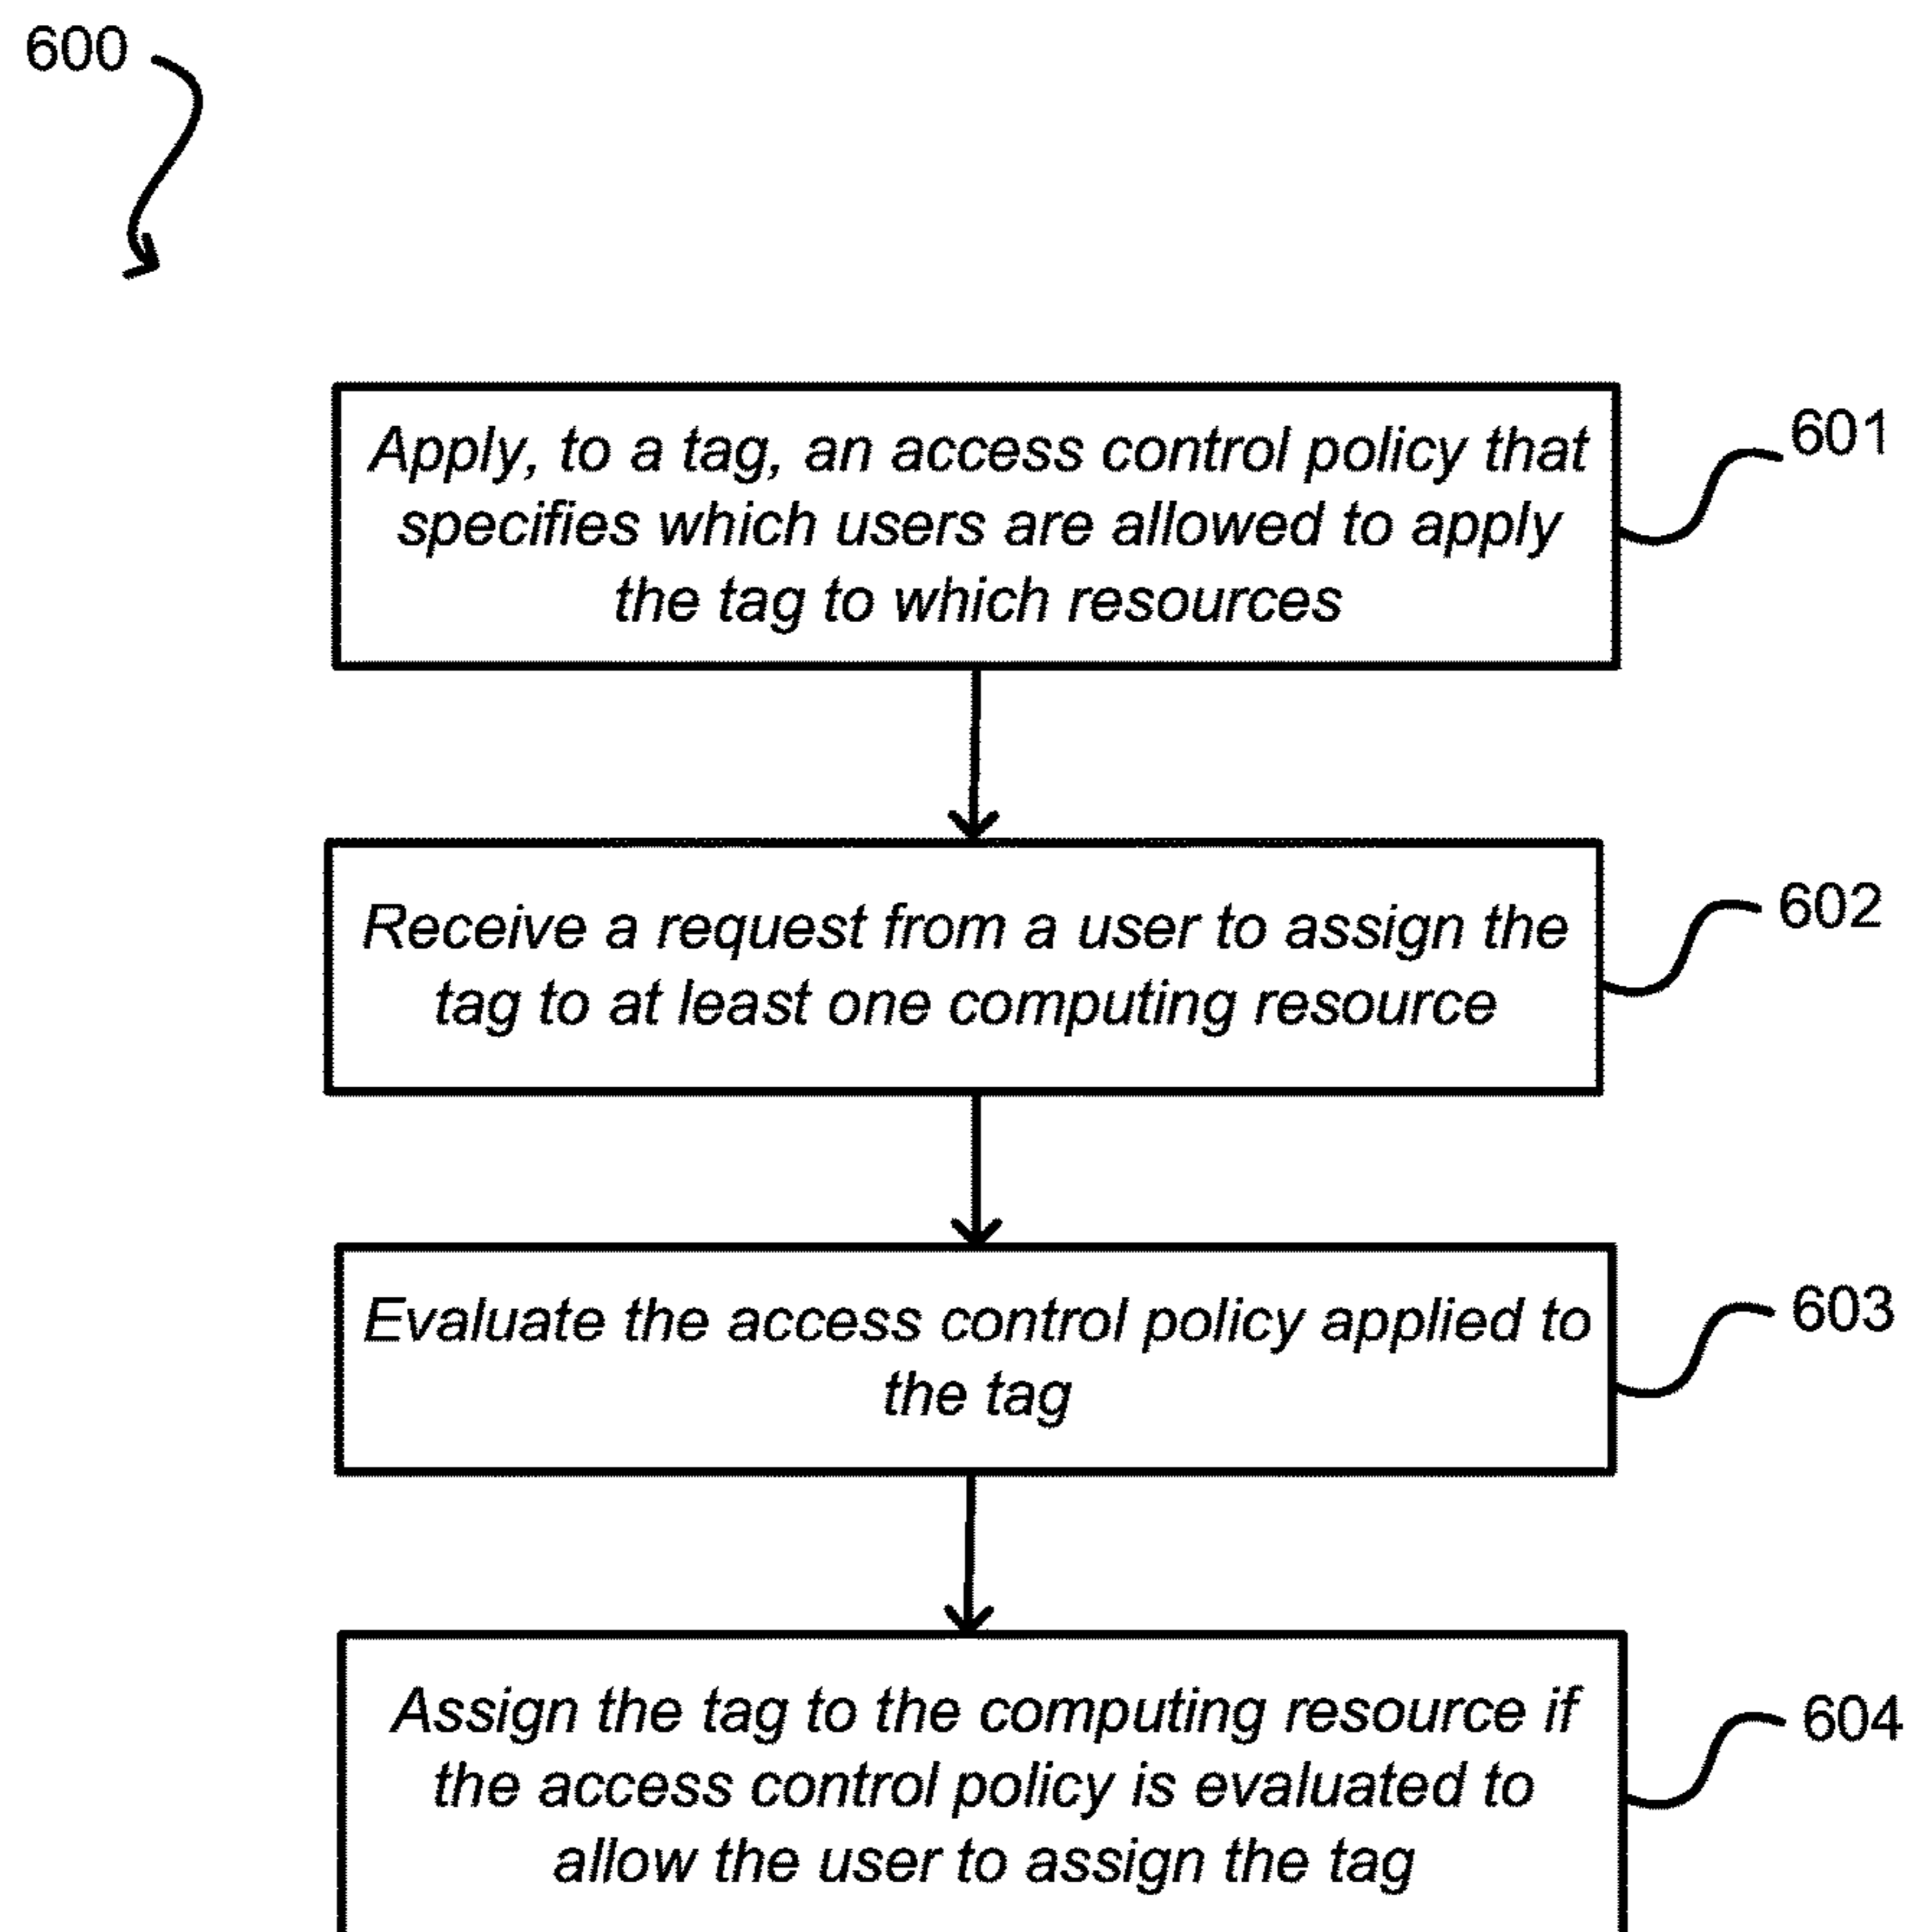 600
Apply, to a tag, an access control policy that
specifies which users are allowed to apply
the tag to which resources
601
Receive a request from a user to assign the
tag to at least one computing resource
602
Evaluate the access control policy applied to
the tag
603
Assign the tag to the computing resource if
the access control policy is evaluated to
allow the user to assign the tag
604